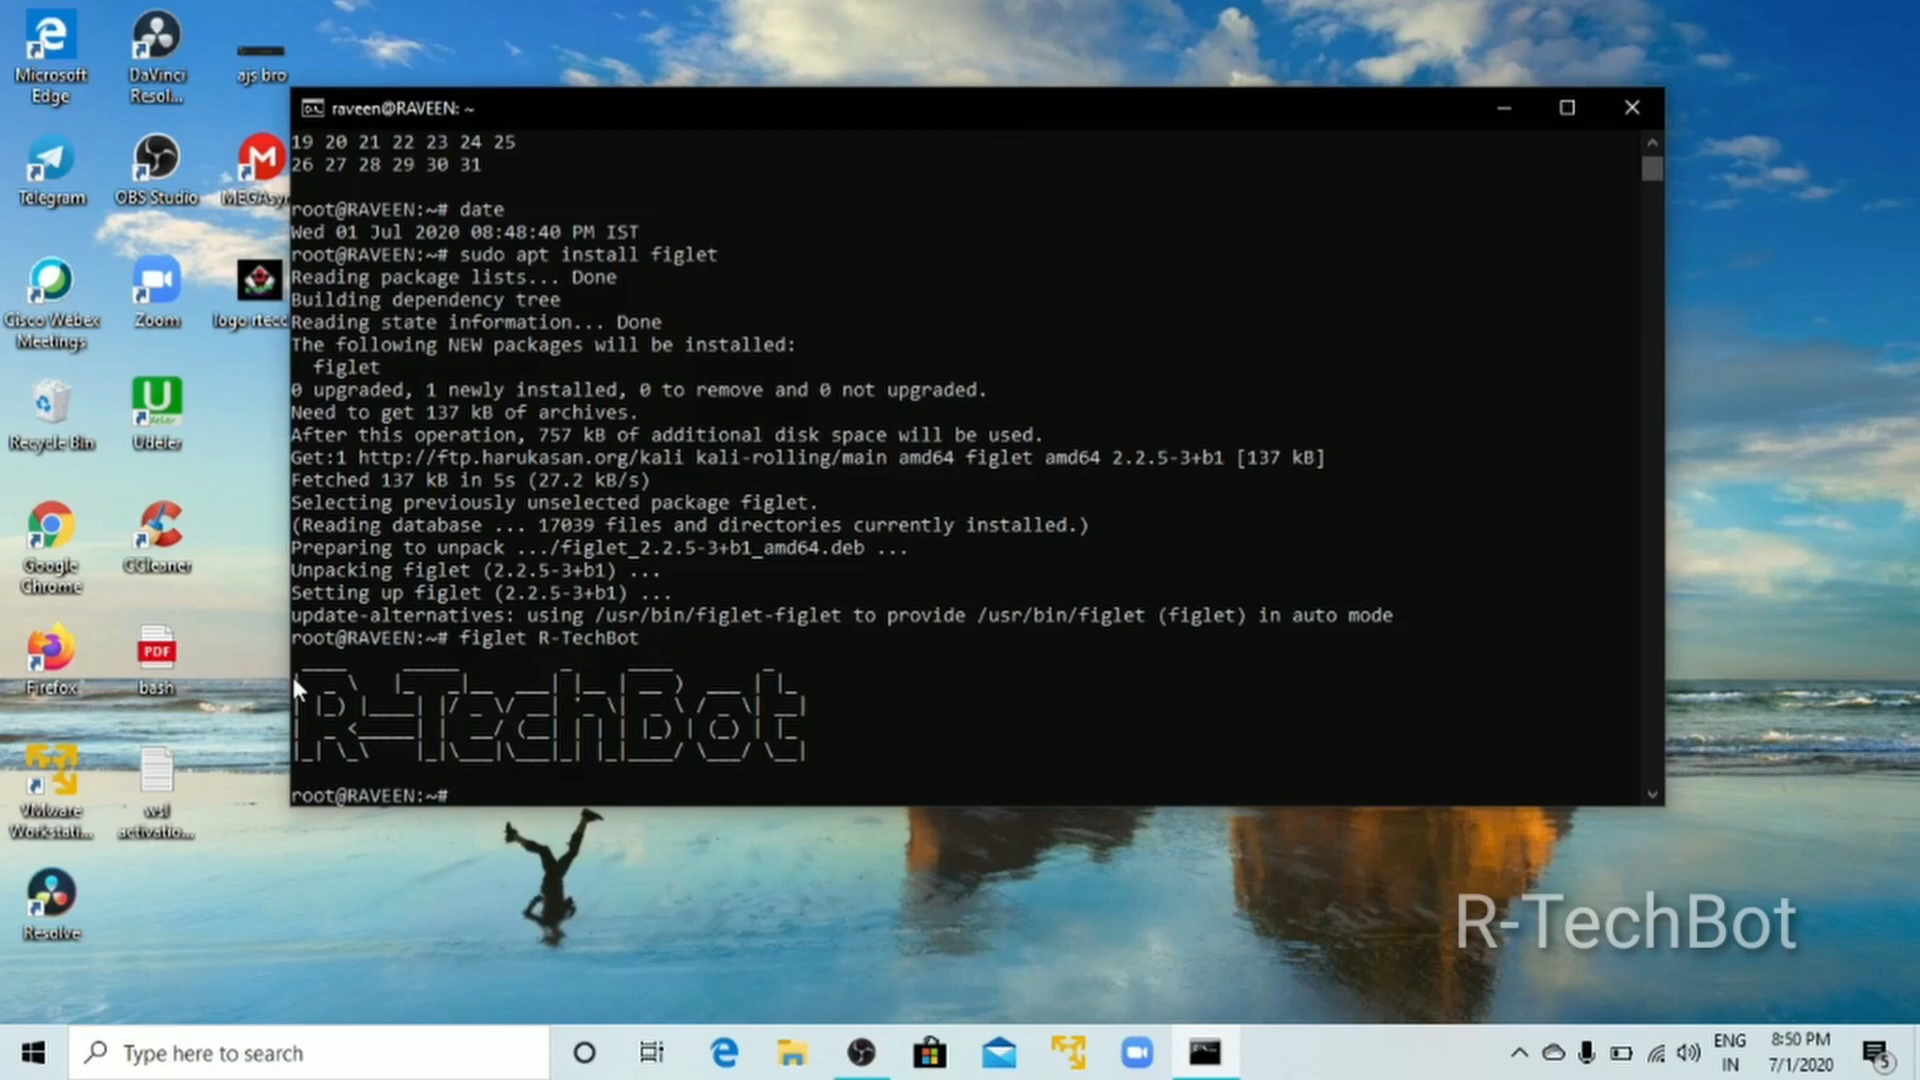 Microsoft
Edge
DaVinci
Resol...
ajs bro
Telegram
OBS Studio
MEGAsyn
Cisco Webex
Meetings
Zoom
logo rtecc
Recycle Bin
Udeler
Google
Chrome
CCleaner
Firefox
PDF
bash
VMware
Workstati...
wsl
activatio...
Resolve
raveen@RAVEEN: ~
19 20 21 22 23 24 25
26 27 28 29 30 31
root@RAVEEN:~# date
Wed 01 Jul 2020 08:48:40 PM IST
root@RAVEEN:~# sudo apt install figlet
Reading package lists... Done
Building dependency tree
Reading state information... Done
The following NEW packages will be installed:
figlet
0 upgraded, 1 newly installed, 0 to remove and 0 not upgraded.
Need to get 137 kB of archives.
After this operation, 757 kB of additional disk space will be used.
Get:1 http://ftp.harukasan.org/kali kali-rolling/main amd64 figlet amd64 2.2.5-3+b1 [137 kB]
Fetched 137 kB in 5s (27.2 kB/s)
Selecting previously unselected package figlet.
(Reading database ... 17039 files and directories currently installed.)
Preparing to unpack .../figlet_2.2.5-3+b1_amd64.deb ...
Unpacking figlet (2.2.5-3+b1) ...
Setting up figlet (2.2.5-3+b1) ...
update-alternatives: using /usr/bin/figlet-figlet to provide /usr/bin/figlet (figlet) in auto mode
root@RAVEEN:~# figlet R-TechBot
R-TechBot
root@RAVEEN:~#
R-TechBot
Type here to search
ENG
IN
8:50 PM
7/1/2020
5